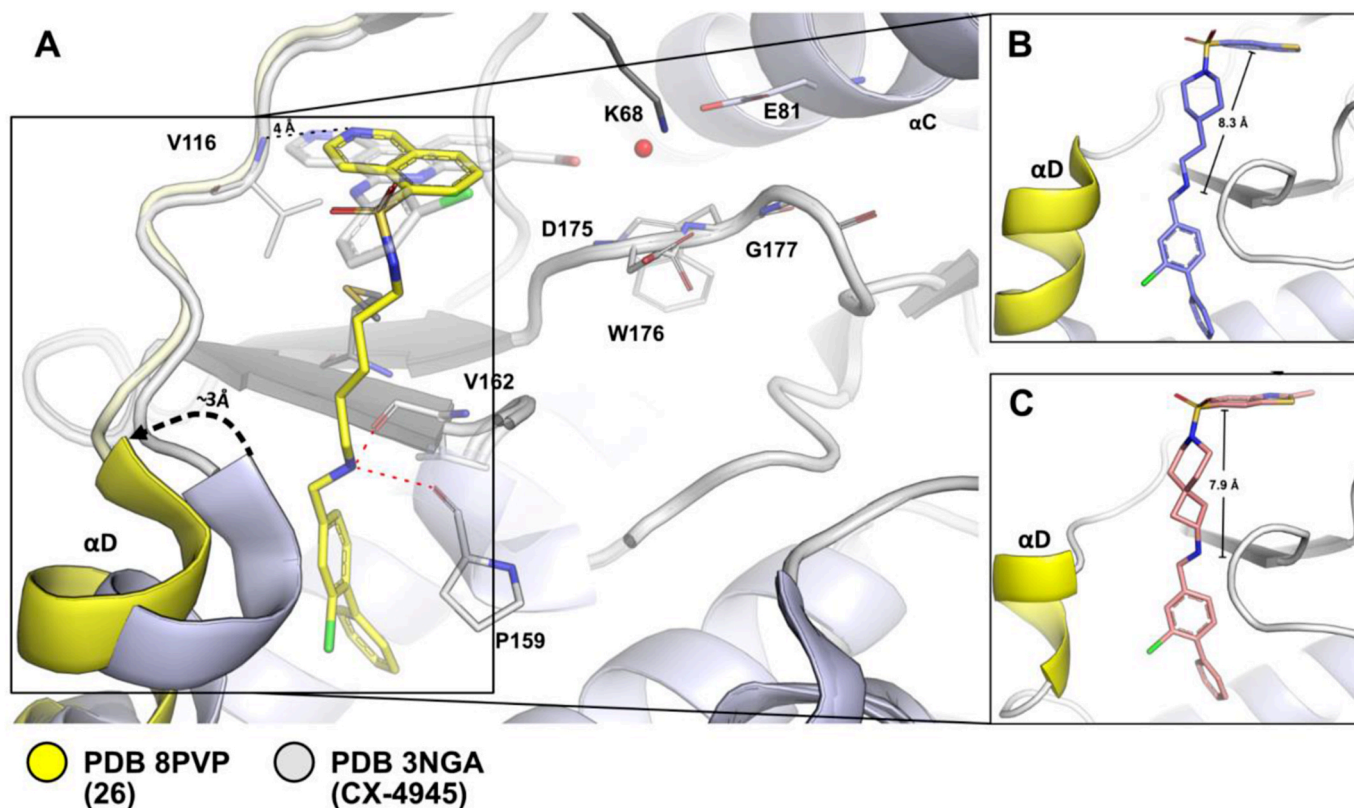 A
V116
4 Å
K68
E81
αC
D175
G177
W176
V162
~3Å
αD
P159
B
8.3 Å
αD
C
7.9 Å
αD
PDB 8PVP
(26)
PDB 3NGA
(CX-4945)